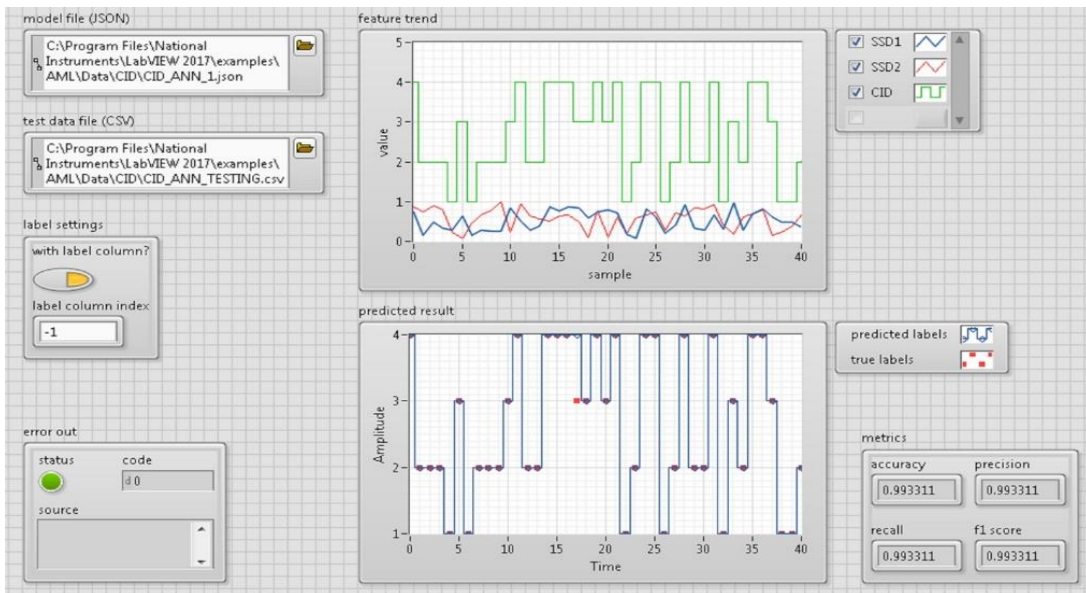 model file (JSON)
C:\Program Files\National
Instruments\LabVIEW 2017\examples\
AML\Data\CID\CID_ANN_1.json
test data file (CSV)
C:\Program Files\National
Instruments\LabVIEW 2017\examples\
AML\Data\CID\CID_ANN_TESTING.csv
label settings
with label column?
label column index
-1
error out
status
code
d 0
source
feature trend
value
5
4
3
2
1
0
0 5 10 15 20 25 30 35 40
sample
SSD1
SSD2
CID
predicted result
Amplitude
4
3
2
1
0 5 10 15 20 25 30 35 40
Time
predicted labels
true labels
metrics
accuracy precision
0.993311 0.993311
recall f1 score
0.993311 0.993311